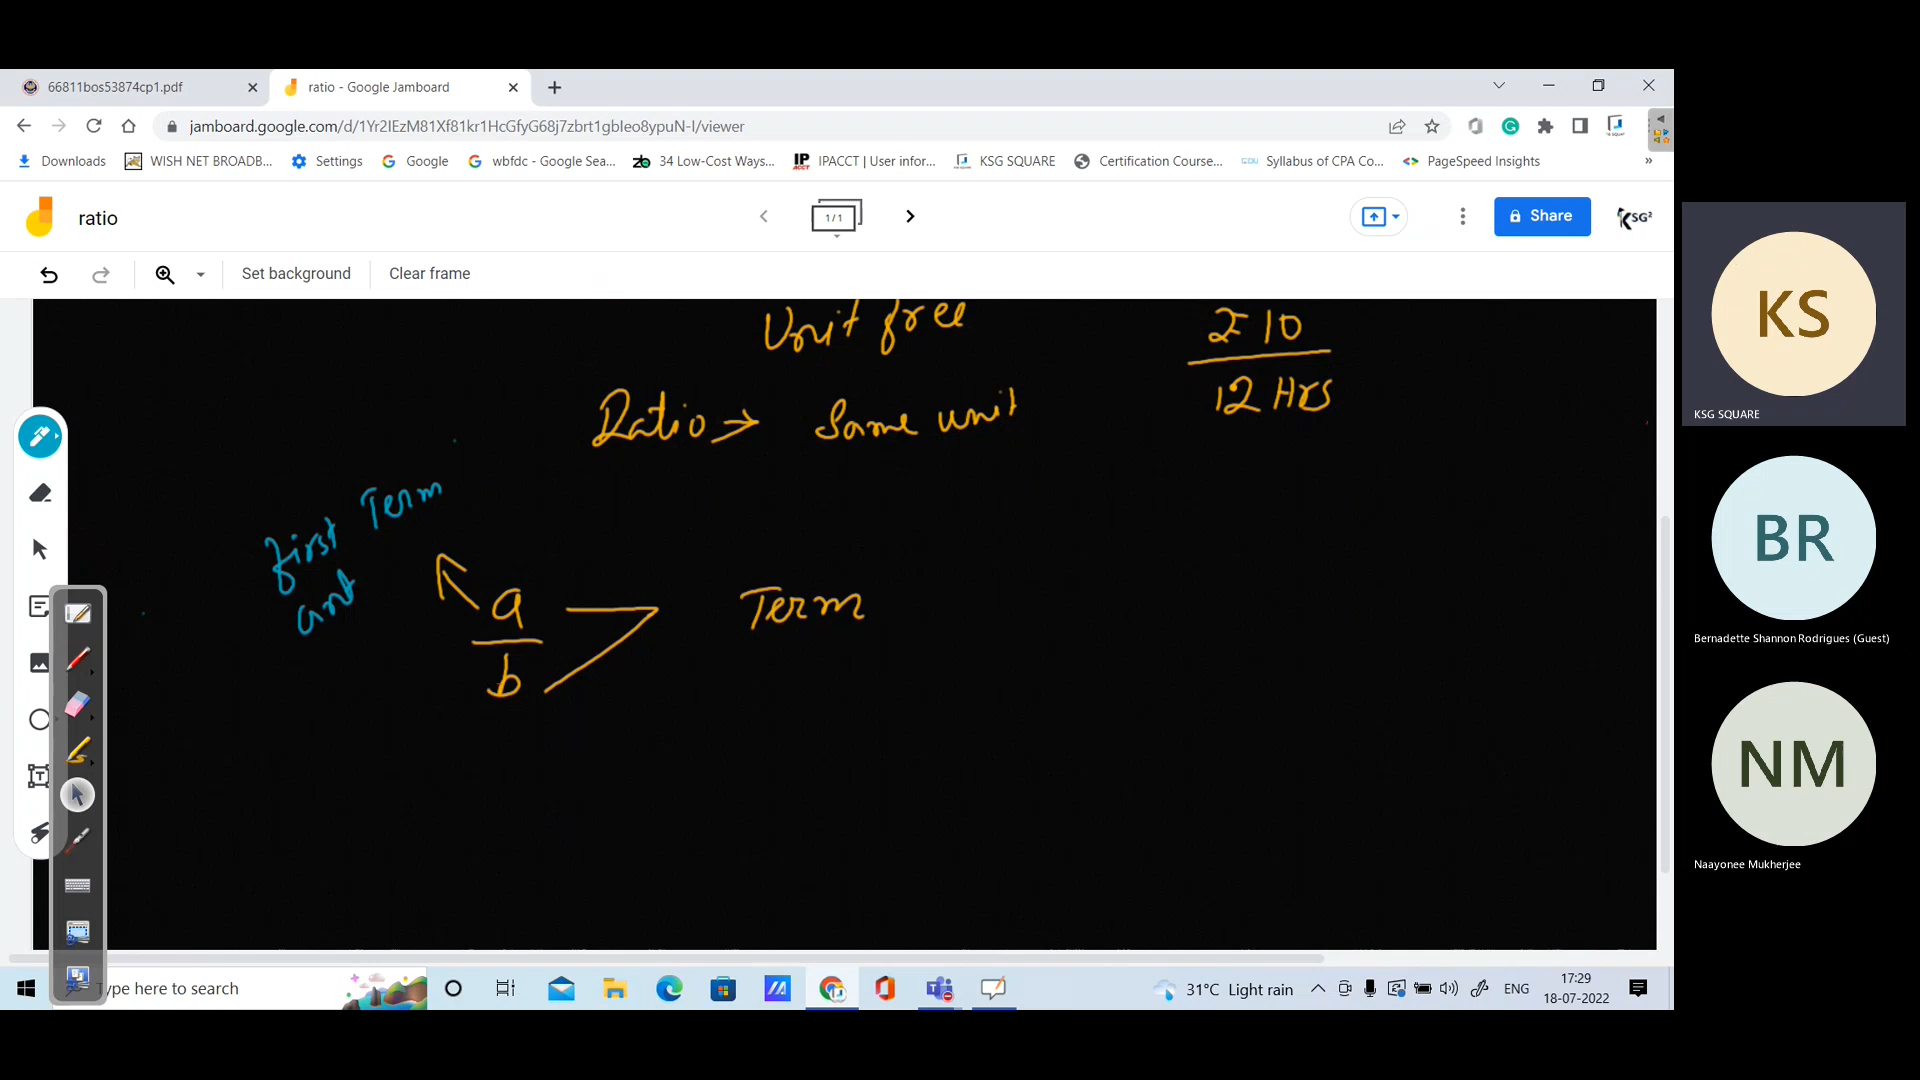 66811bos53874cp1.pdf
ratio - Google Jamboard
jamboard.google.com/d/1Yr2IEzM81Xf81kr1HcGfyG68j7zbrt1gbIeo8ypuN-I/viewer
Downloads
WISH NET BROADB...
Settings
Google
wbfdc - Google Sea...
34 Low-Cost Ways...
IPACCT | User infor...
KSG SQUARE
Certification Course...
Syllabus of CPA Co...
PageSpeed Insights
»
ratio
1/1
Share
KSG²
Set background
Clear frame
Unit free
10
12 Hrs
Ratio → Same unit
first Term
ant
a
b
Term
KS
KSG SQUARE
BR
Bernadette Shannon Rodrigues (Guest)
NM
Naayonee Mukherjee
Type here to search
31°C Light rain
ENG
17:29
18-07-2022